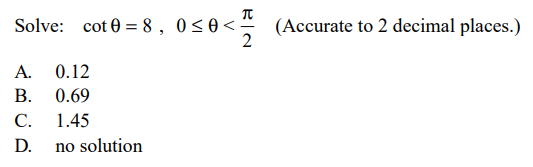 Solve: cot θ = 8 , 0 ≤ θ < π/2 (Accurate to 2 decimal places.)
A. 0.12
B. 0.69
C. 1.45
D. no solution